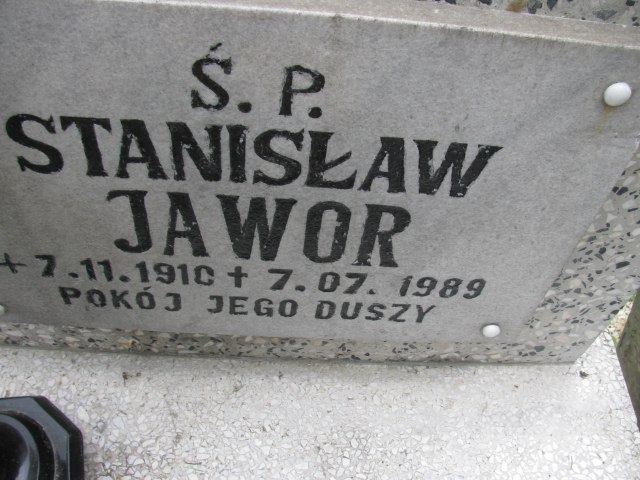 Ś. P.
STANISŁAW
JAWOR
+ 7.11.1910 + 7.07.1989
POKÓJ JEGO DUSZY